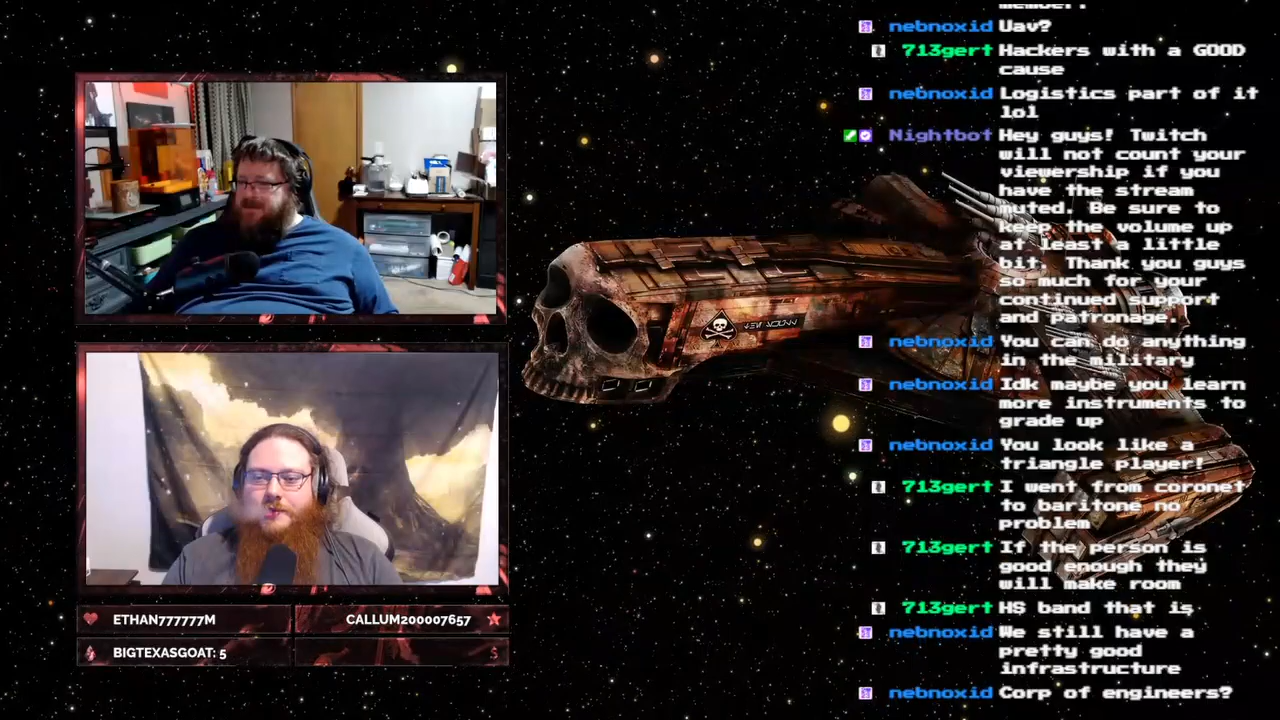 nebnoxid Uav?
713gert Hackers with a GOOD
cause
nebnoxid Logistics part of it
lol
Nightbot Hey guys! Twitch
will not count your
viewership if you
have the stream
muted. Be sure to
keep the volume up
at least a little
bit. Thank you guys
so much for your
continued support
and patronage.
nebnoxid You can do anything
in the military
nebnoxid Idk maybe you learn
more instruments to
grade up
nebnoxid You look like a
triangle player!
713gert I went from coronet
to baritone no
problem
713gert If the person is
good enough they
will make room
713gert H$ band that is
nebnoxid We still have a
pretty good
infrastructure
nebnoxid Corp of engineers?
ETHAN777777M
CALLUM200007657
BIGTEXASGOAT: 5
$